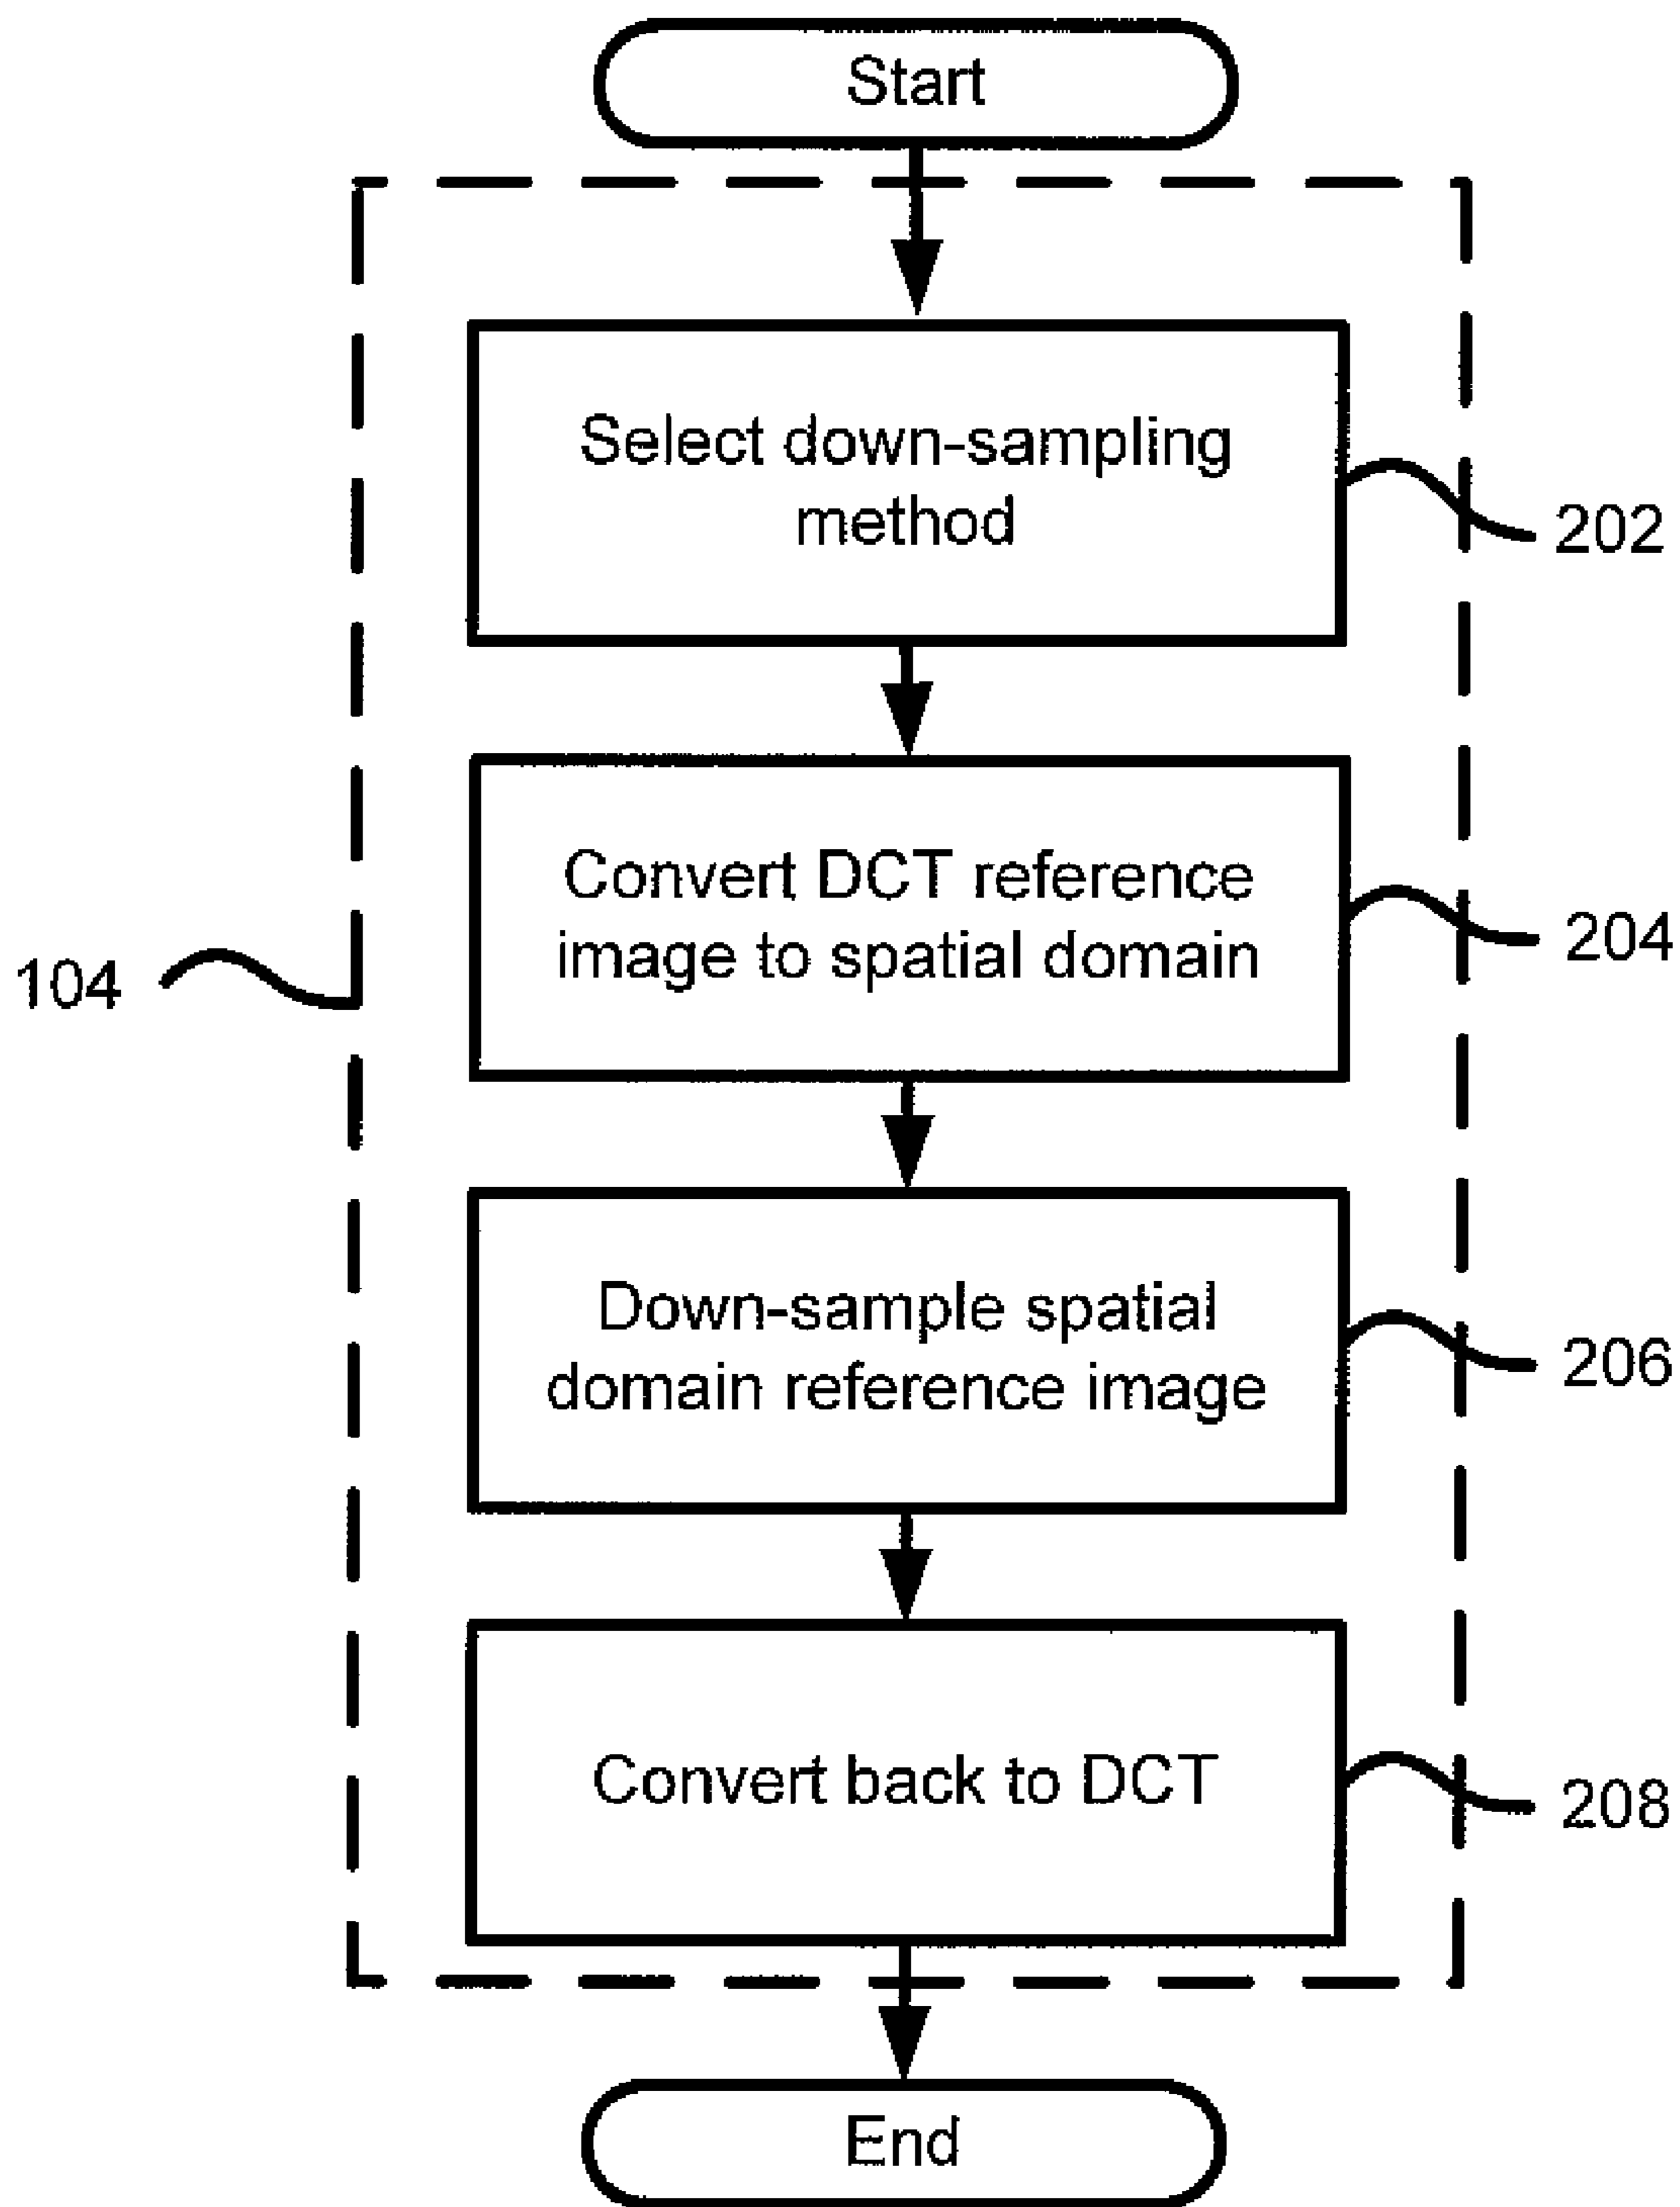 Start
Select down-sampling
method
202
Convert DCT reference
image to spatial domain
204
104
Down-sample spatial
domain reference image
206
Convert back to DCT
208
End